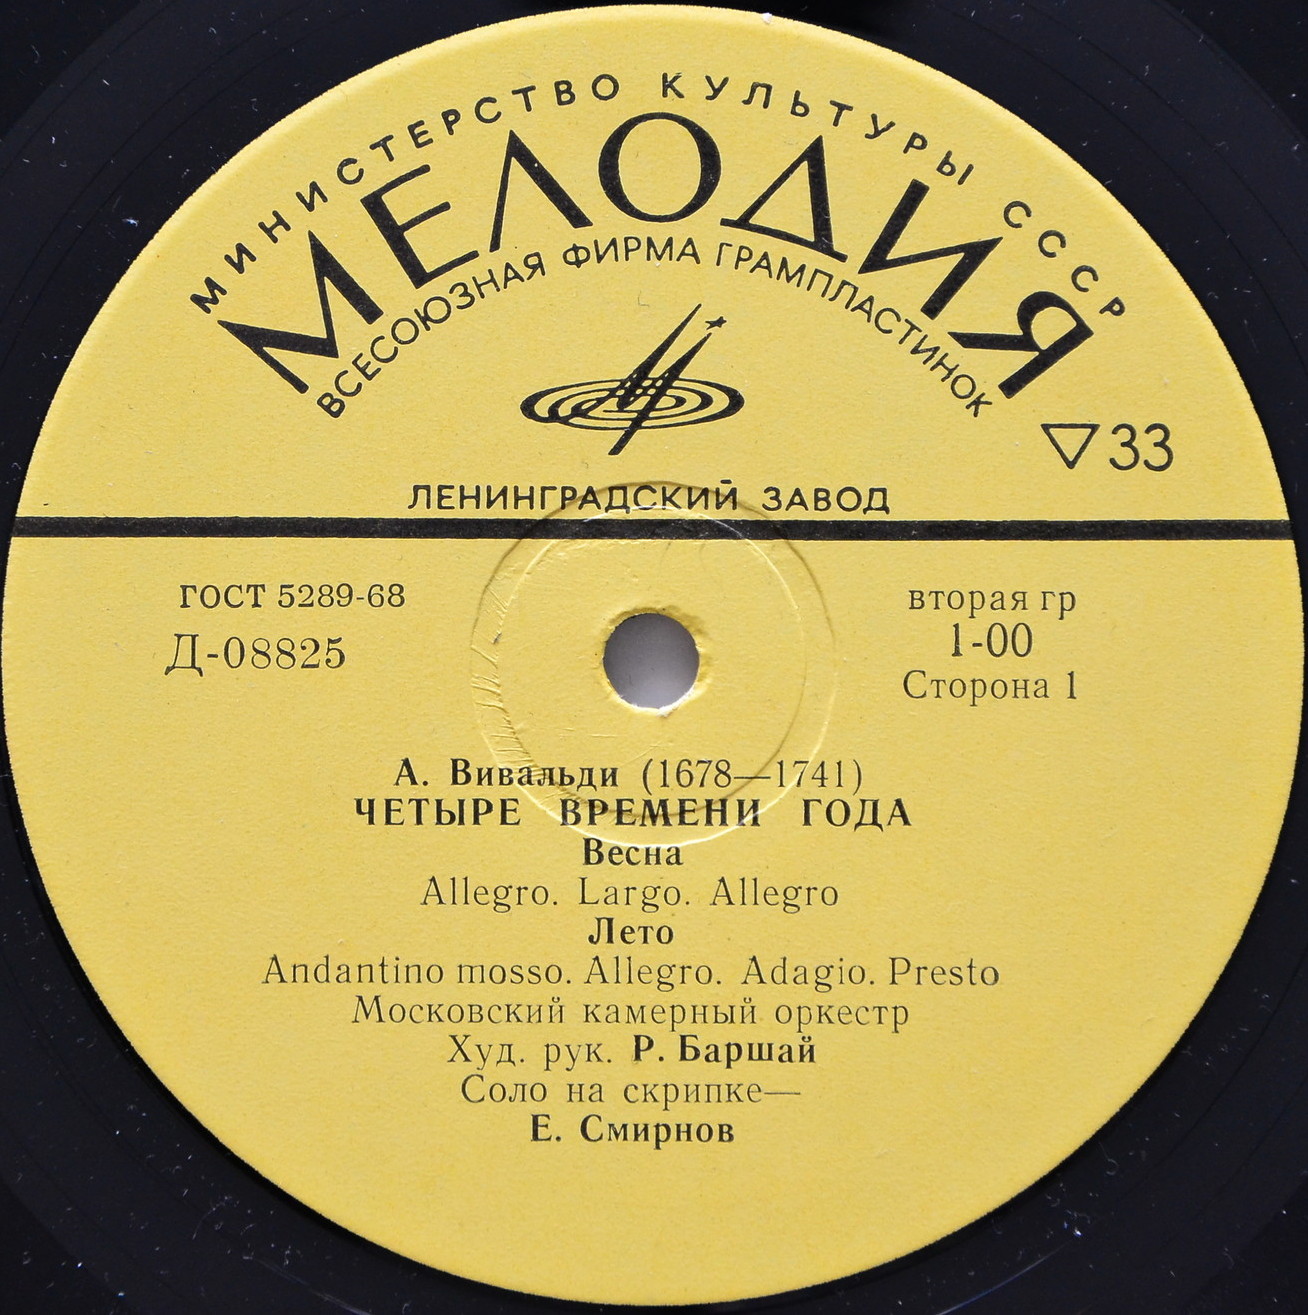 МИНИСТЕРСТВО КУЛЬТУРЫ СССР
МЕЛОДИЯ
ВСЕСОЮЗНАЯ ФИРМА ГРАМПЛАСТИНОК
▽33
ЛЕНИНГРАДСКИЙ ЗАВОД
ГОСТ 5289-68
Д-08825
вторая гр
1-00
Сторона 1
А. Вивальди (1678—1741)
ЧЕТЫРЕ ВРЕМЕНИ ГОДА
Весна
Allegro. Largo. Allegro
Лето
Andantino mosso. Allegro. Adagio. Presto
Московский камерный оркестр
Худ. рук. Р. Баршай
Соло на скрипке—
Е. Смирнов